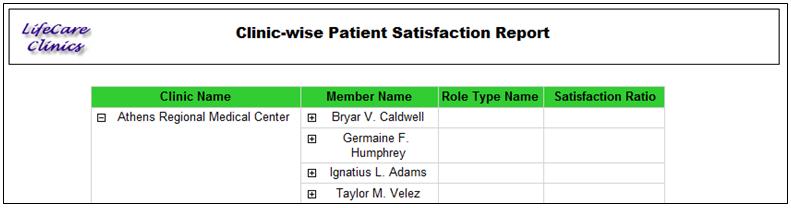 LifeCare
Clinics
Clinic-wise Patient Satisfaction Report
Clinic Name Member Name Role Type Name Satisfaction Ratio
Athens Regional Medical Center Bryar V. Caldwell
Germaine F.
Humphrey
Ignatius L. Adams
Taylor M. Velez